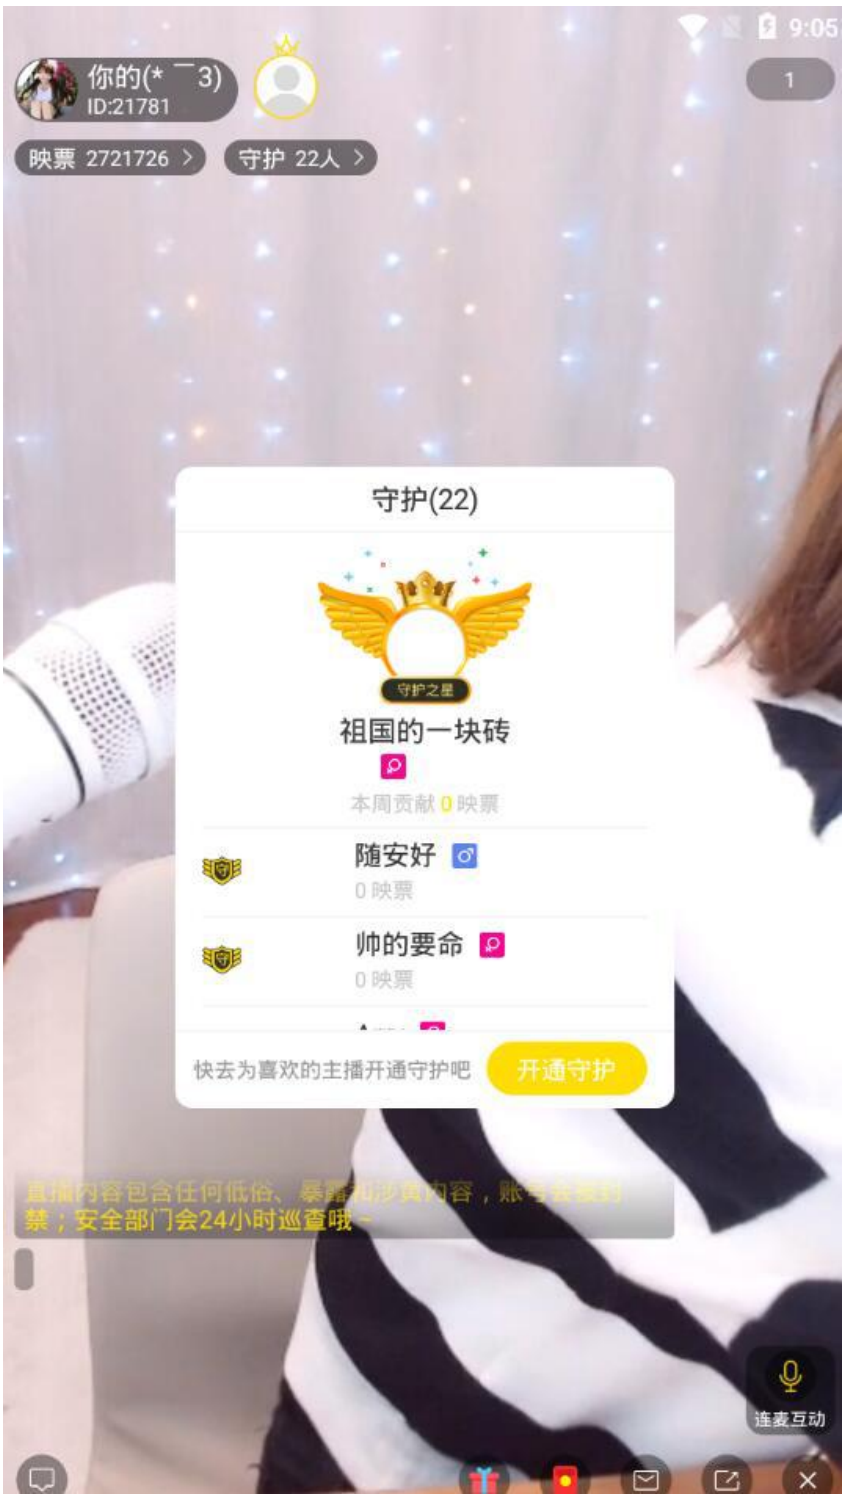 9:05
你的(* ￣3)
ID:21781
1
映票 2721726 >
守护 22人 >
守护(22)
守护之星
祖国的一块砖
本周贡献 0 映票
随安好
0 映票
帅的要命
0 映票
快去为喜欢的主播开通守护吧
开通守护
直播内容包含任何低俗、暴露和涉黄内容，账号会被封
禁；安全部门会24小时巡查哦～
连麦互动